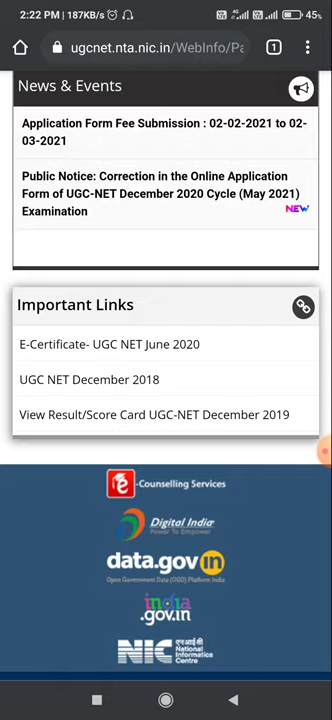 2:22 PM | 187KB/s
4G
45%
ugcnet.nta.nic.in/WebInfo/Pa
1
News & Events
Application Form Fee Submission : 02-02-2021 to 02-
03-2021
Public Notice: Correction in the Online Application
Form of UGC-NET December 2020 Cycle (May 2021)
Examination
NEW
Important Links
E-Certificate- UGC NET June 2020
UGC NET December 2018
View Result/Score Card UGC-NET December 2019
e-Counselling Services
Digital India
Power To Empower
data.gov in
Open Government Data (OGD) Platform India
india
.gov.in
NIC एन आई सी
National
Informatics
Centre